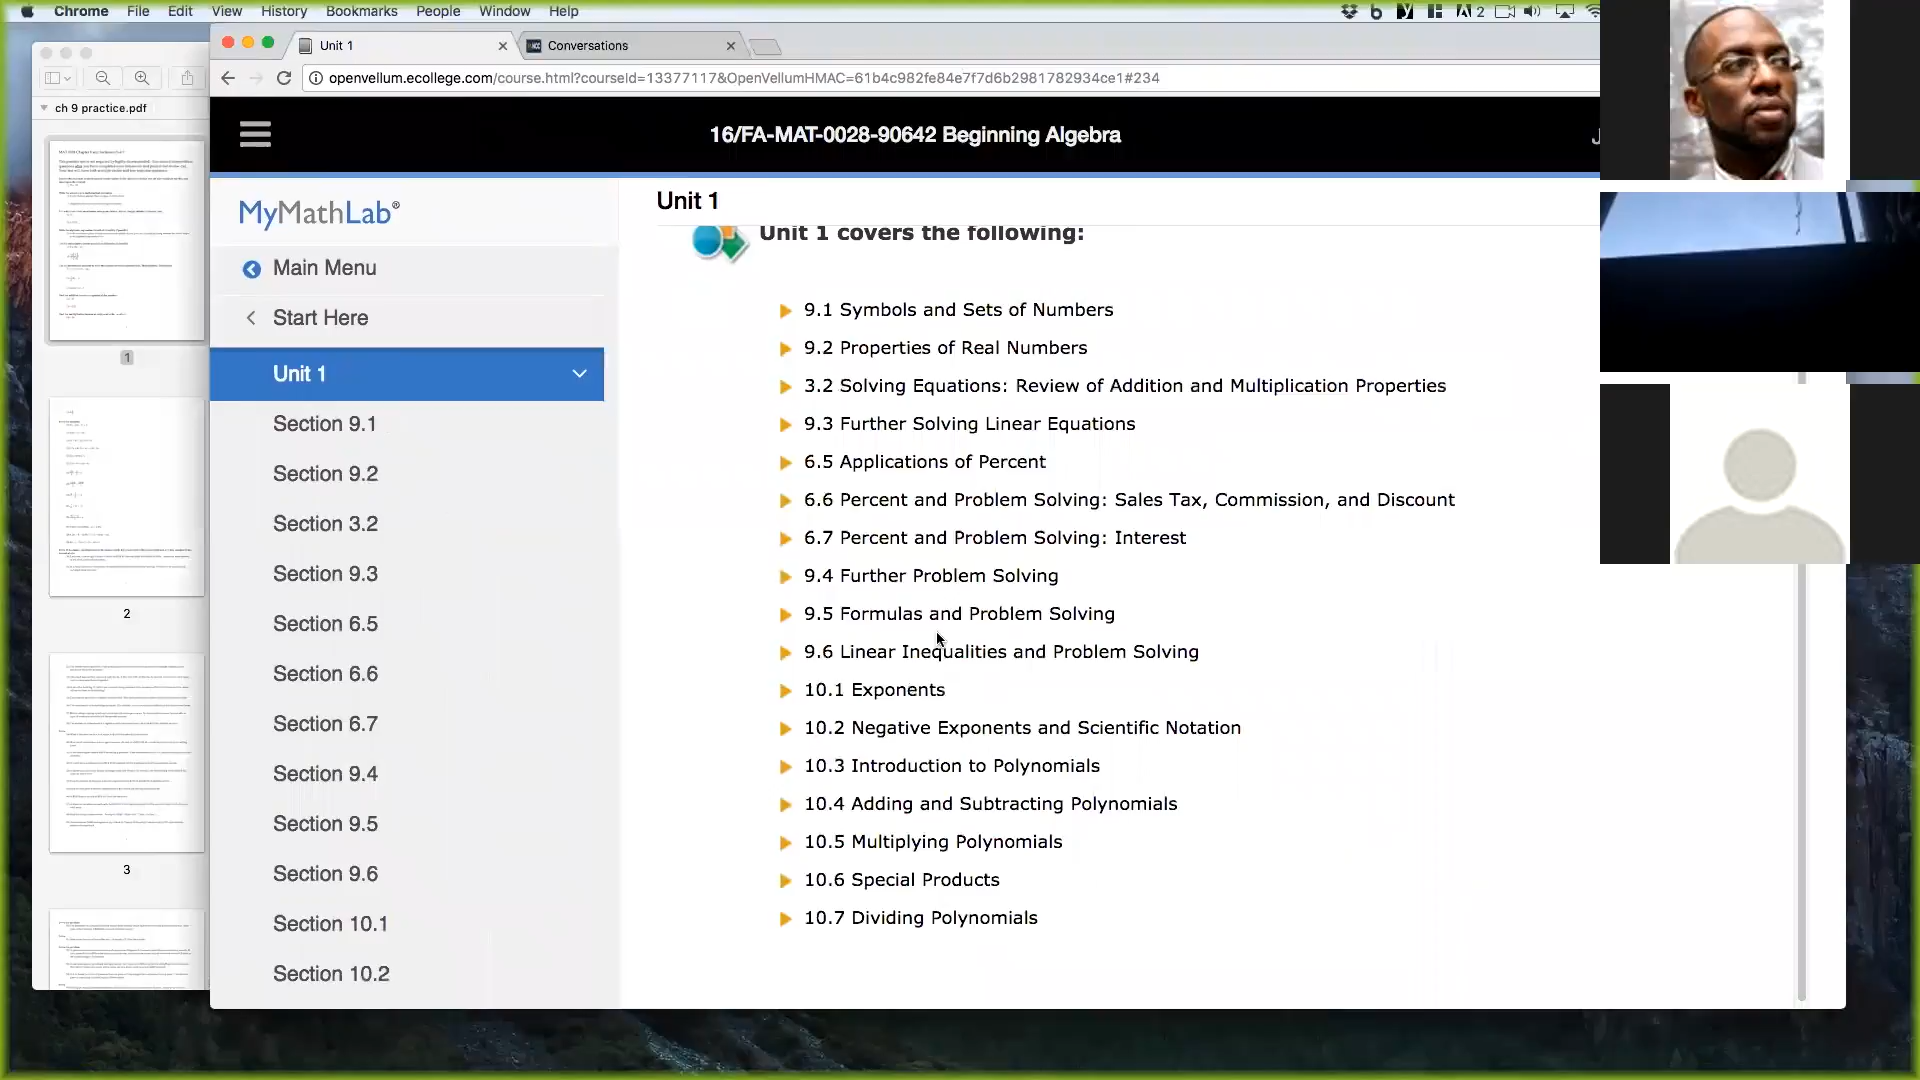 Chrome File Edit View History Bookmarks People Window Help
2
Unit 1
Conversations
openvellum.ecollege.com/course.html?courseId=13377117&OpenVellumHMAC=61b4c982fe84e7f7d6b2981782934ce1#234
ch 9 practice.pdf
16/FA-MAT-0028-90642 Beginning Algebra
MyMathLab®
Main Menu
Start Here
Unit 1
Section 9.1
Section 9.2
Section 3.2
Section 9.3
Section 6.5
Section 6.6
Section 6.7
Section 9.4
Section 9.5
Section 9.6
Section 10.1
Section 10.2
Unit 1
Unit 1 covers the following:
9.1 Symbols and Sets of Numbers
9.2 Properties of Real Numbers
3.2 Solving Equations: Review of Addition and Multiplication Properties
9.3 Further Solving Linear Equations
6.5 Applications of Percent
6.6 Percent and Problem Solving: Sales Tax, Commission, and Discount
6.7 Percent and Problem Solving: Interest
9.4 Further Problem Solving
9.5 Formulas and Problem Solving
9.6 Linear Inequalities and Problem Solving
10.1 Exponents
10.2 Negative Exponents and Scientific Notation
10.3 Introduction to Polynomials
10.4 Adding and Subtracting Polynomials
10.5 Multiplying Polynomials
10.6 Special Products
10.7 Dividing Polynomials
1
2
3